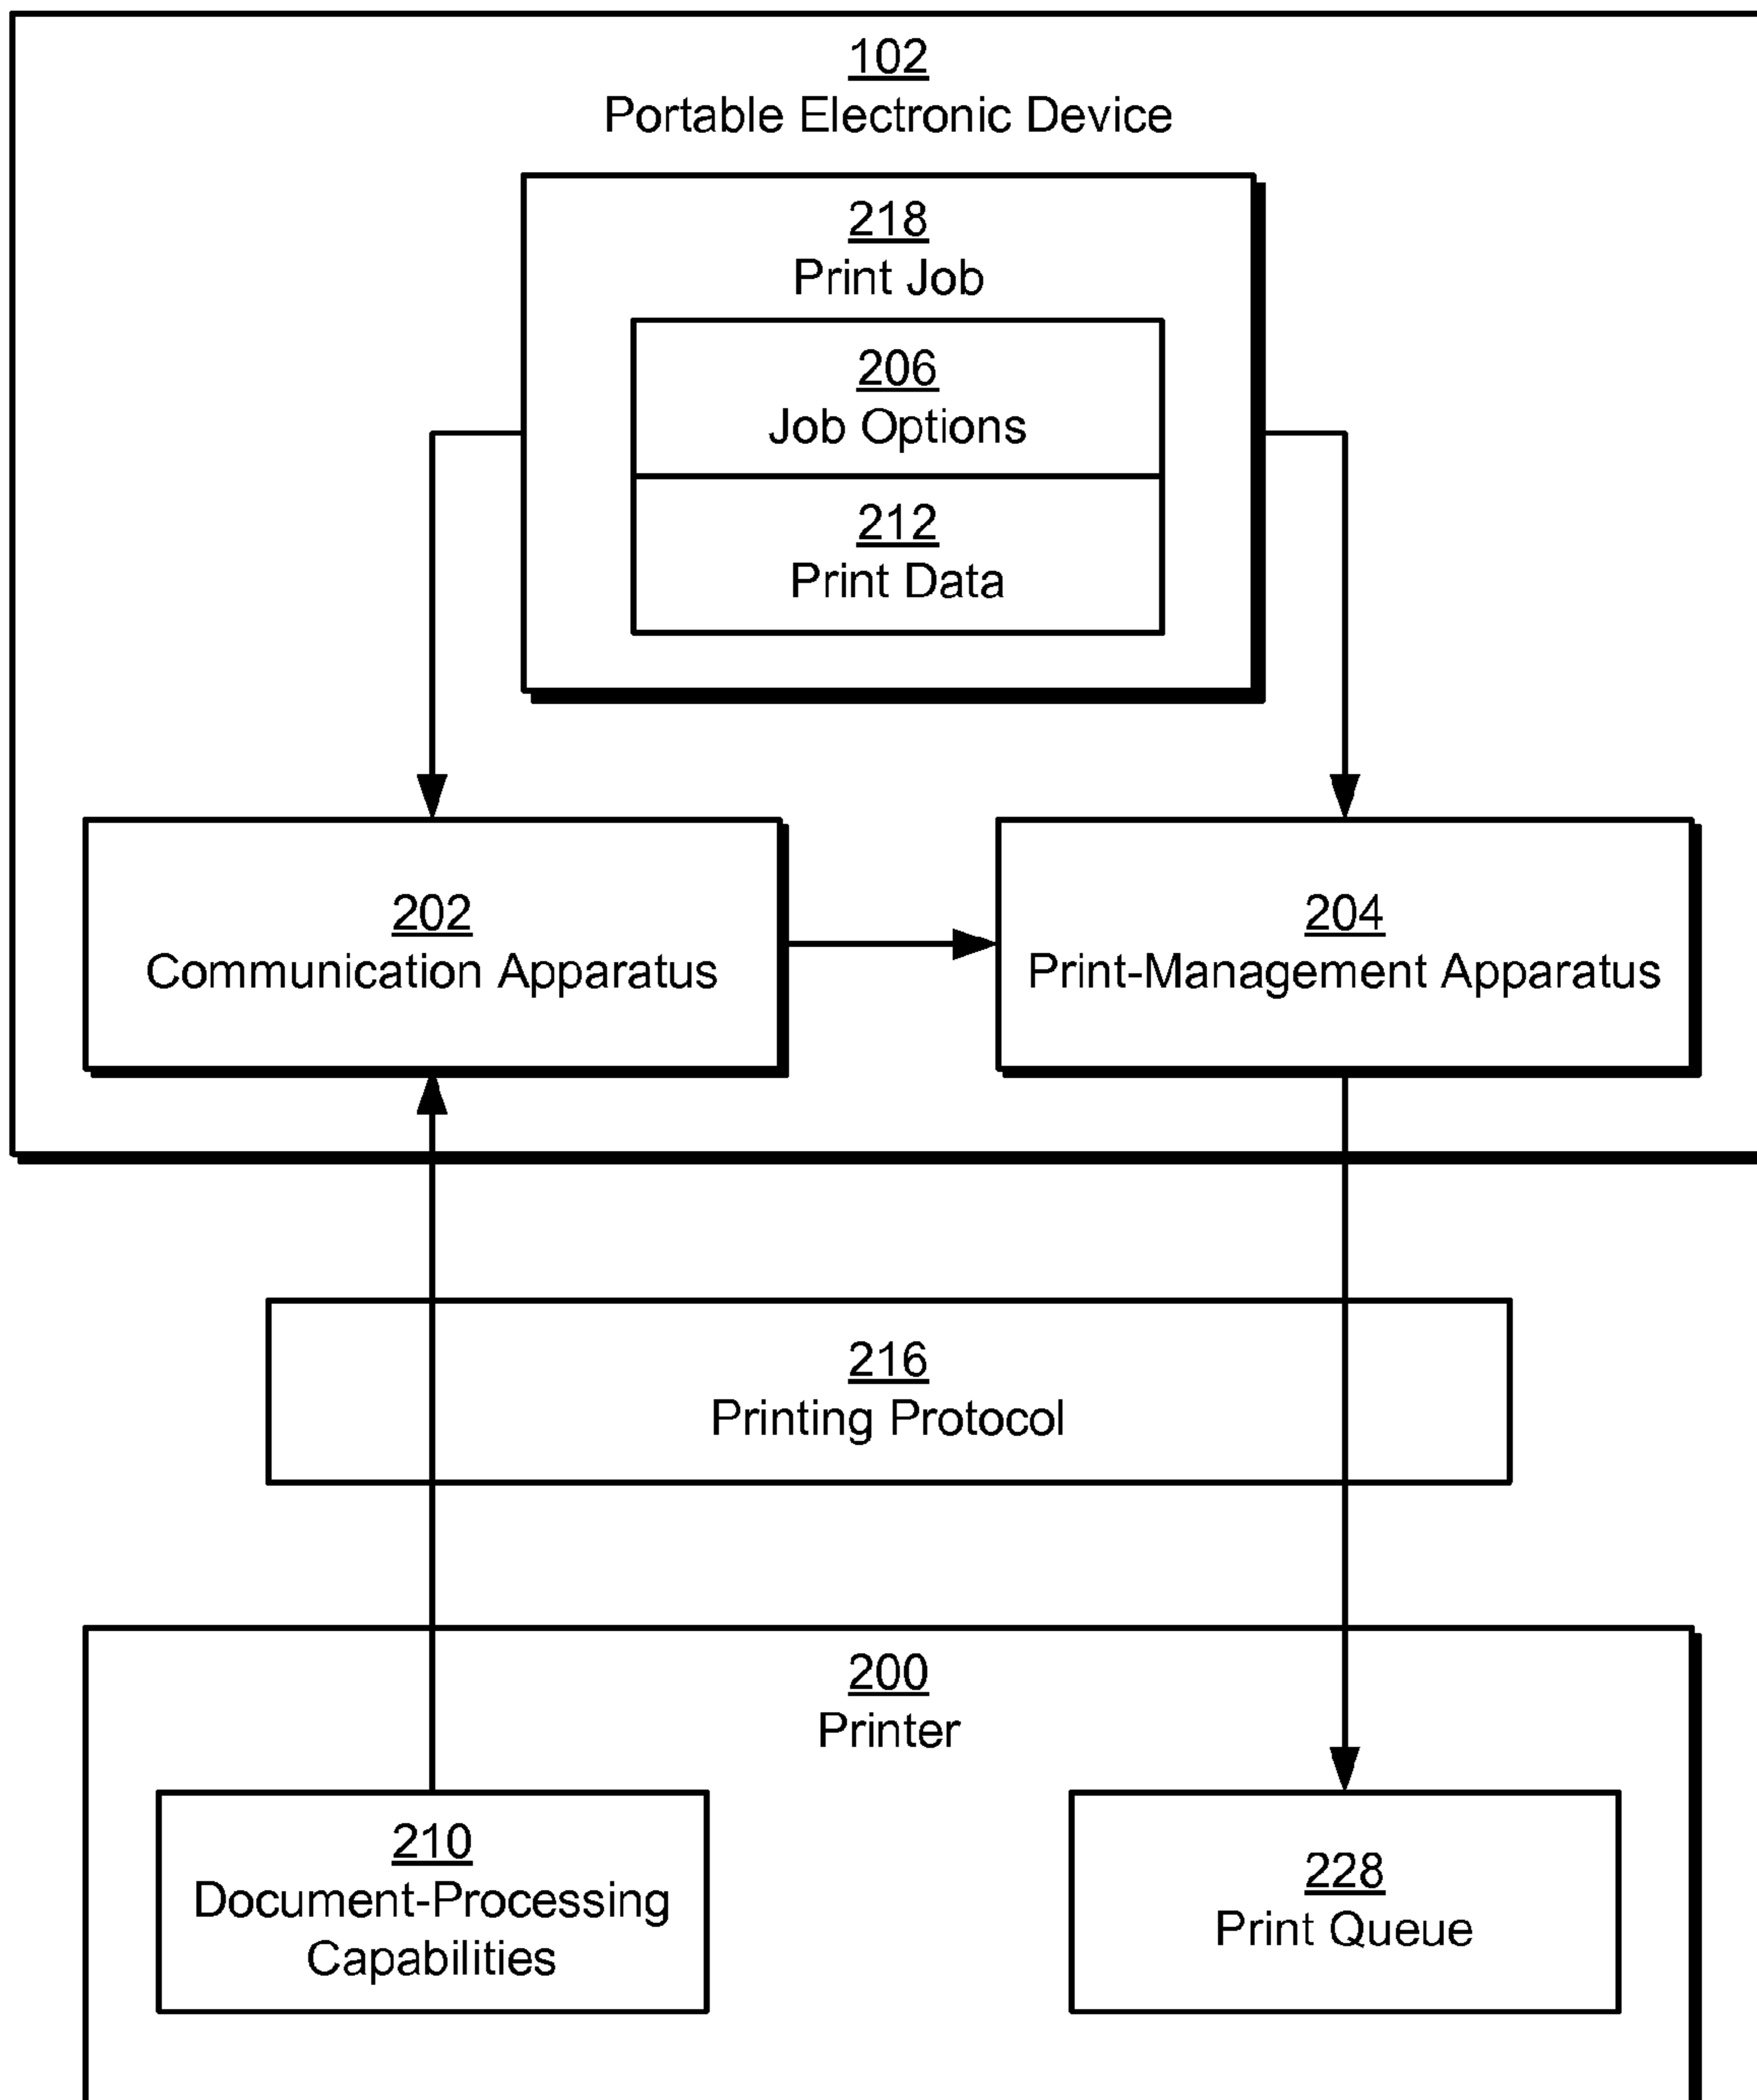 102
Portable Electronic Device
218
Print Job
206
Job Options
212
Print Data
202
Communication Apparatus
204
Print-Management Apparatus
216
Printing Protocol
200
Printer
210
Document-Processing
Capabilities
228
Print Queue